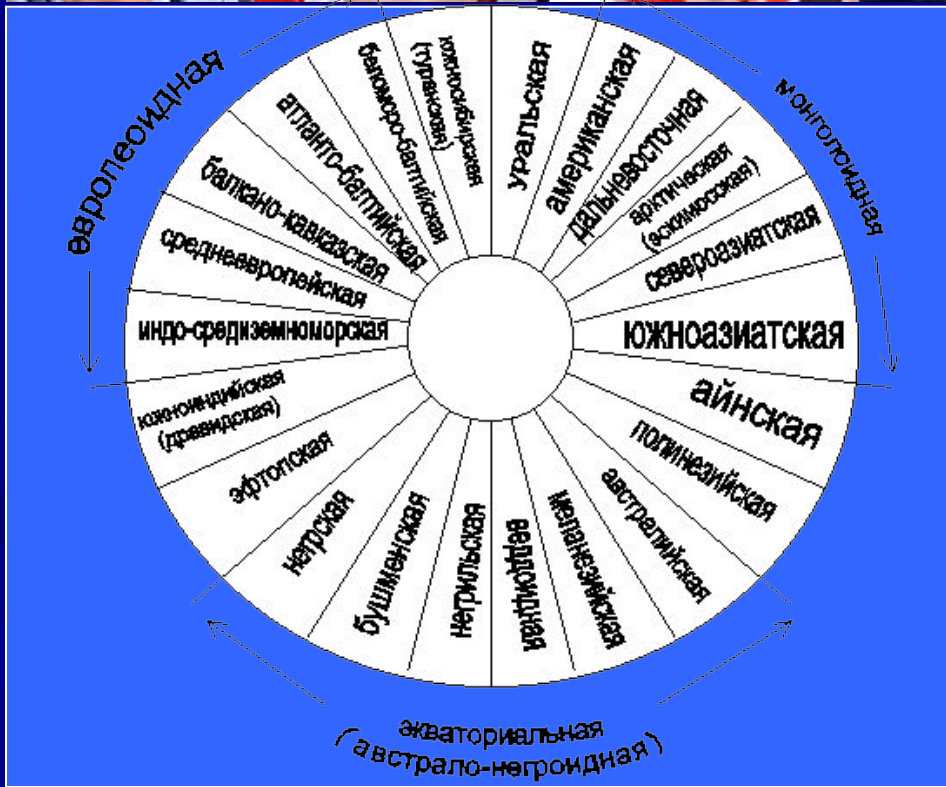 европеоидная
монголоидная
экваториальная
(австрало-негроидная)
уральская
американская
дальневосточная
арктическая
(эскимосская)
североазиатская
южноазиатская
айнская
полинезийская
австралийская
меланезийская
веддоидная
негрильская
бушменская
негрская
эфтопская
южноиндийская
(дравидская)
индо-средиземноморская
среднеевропейская
балкано-кавказская
атланто-балтийская
беломоро-балтийская
южносибирская
(туранская)